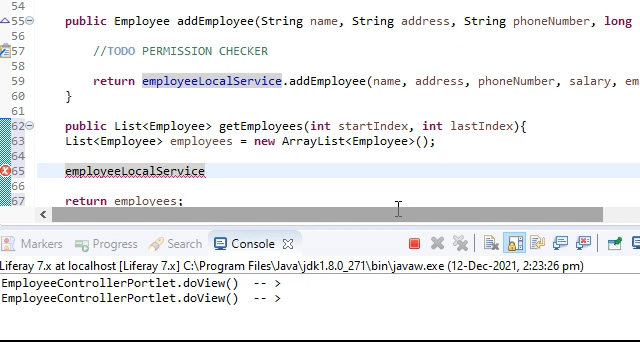 54
55 public Employee addEmployee(String name, String address, String phoneNumber, long
56
57 //TODO PERMISSION CHECKER
58
59 return employeeLocalService.addEmployee(name, address, phoneNumber, salary, em
60 }
61
62 public List<Employee> getEmployees(int startIndex, int lastIndex){
63 List<Employee> employees = new ArrayList<Employee>();
64
65 employeeLocalService
66
67 return employees;
Markers Progress Search Console
Liferay 7.x at localhost [Liferay 7.x] C:\Program Files\Java\jdk1.8.0_271\bin\javaw.exe (12-Dec-2021, 2:23:26 pm)
EmployeeControllerPortlet.doView() -- >
EmployeeControllerPortlet.doView() -- >